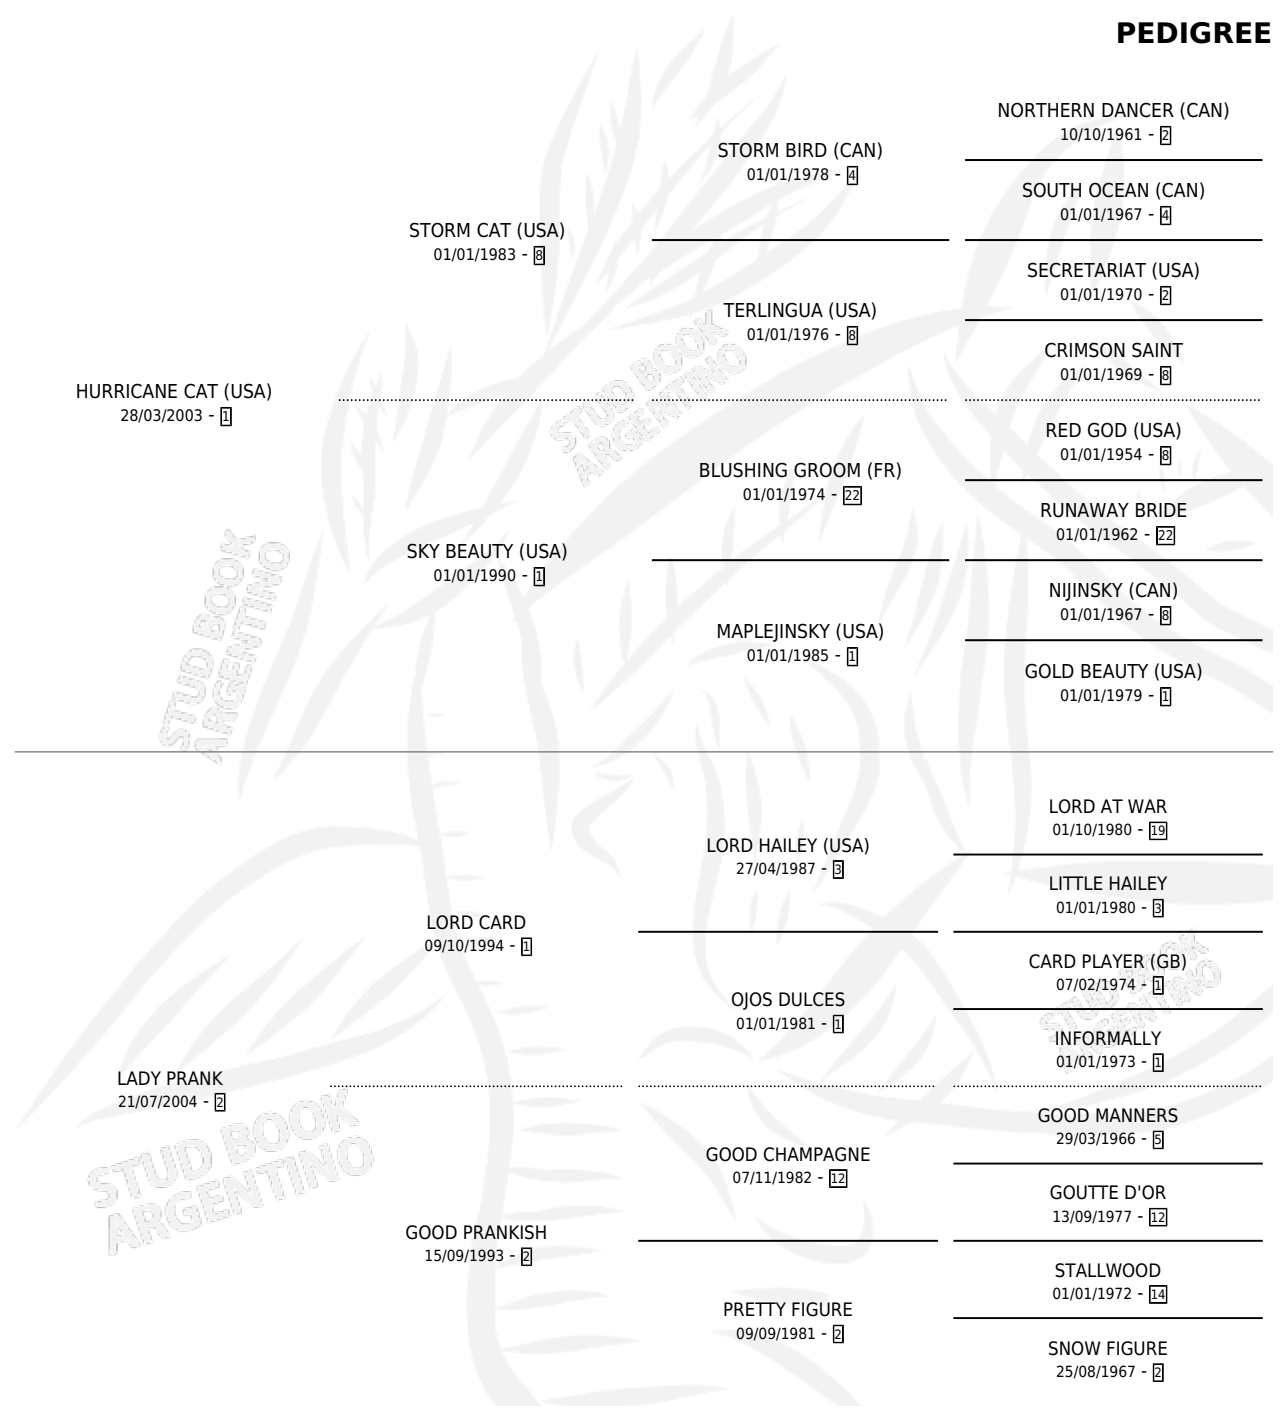 PEDIGREE
HURRICANE CAT (USA)
28/03/2003 - 1
STORM CAT (USA)
01/01/1983 - 8
STORM BIRD (CAN)
01/01/1978 - 4
NORTHERN DANCER (CAN)
10/10/1961 - 2
SOUTH OCEAN (CAN)
01/01/1967 - 4
TERLINGUA (USA)
01/01/1976 - 8
SECRETARIAT (USA)
01/01/1970 - 2
CRIMSON SAINT
01/01/1969 - 8
SKY BEAUTY (USA)
01/01/1990 - 1
BLUSHING GROOM (FR)
01/01/1974 - 22
RED GOD (USA)
01/01/1954 - 8
RUNAWAY BRIDE
01/01/1962 - 22
MAPLEJINSKY (USA)
01/01/1985 - 1
NIJINSKY (CAN)
01/01/1967 - 8
GOLD BEAUTY (USA)
01/01/1979 - 1
LADY PRANK
21/07/2004 - 2
LORD CARD
09/10/1994 - 1
LORD HAILEY (USA)
27/04/1987 - 3
LORD AT WAR
01/10/1980 - 19
LITTLE HAILEY
01/01/1980 - 3
OJOS DULCES
01/01/1981 - 1
CARD PLAYER (GB)
07/02/1974 - 1
INFORMALLY
01/01/1973 - 1
GOOD PRANKISH
15/09/1993 - 2
GOOD CHAMPAGNE
07/11/1982 - 12
GOOD MANNERS
29/03/1966 - 5
GOUTTE D'OR
13/09/1977 - 12
PRETTY FIGURE
09/09/1981 - 2
STALLWOOD
01/01/1972 - 14
SNOW FIGURE
25/08/1967 - 2
STUD BOOK
ARGENTINO
STUD BOOK
ARGENTINO
STUD BOOK
ARGENTINO
STUD BOOK
ARGENTINO